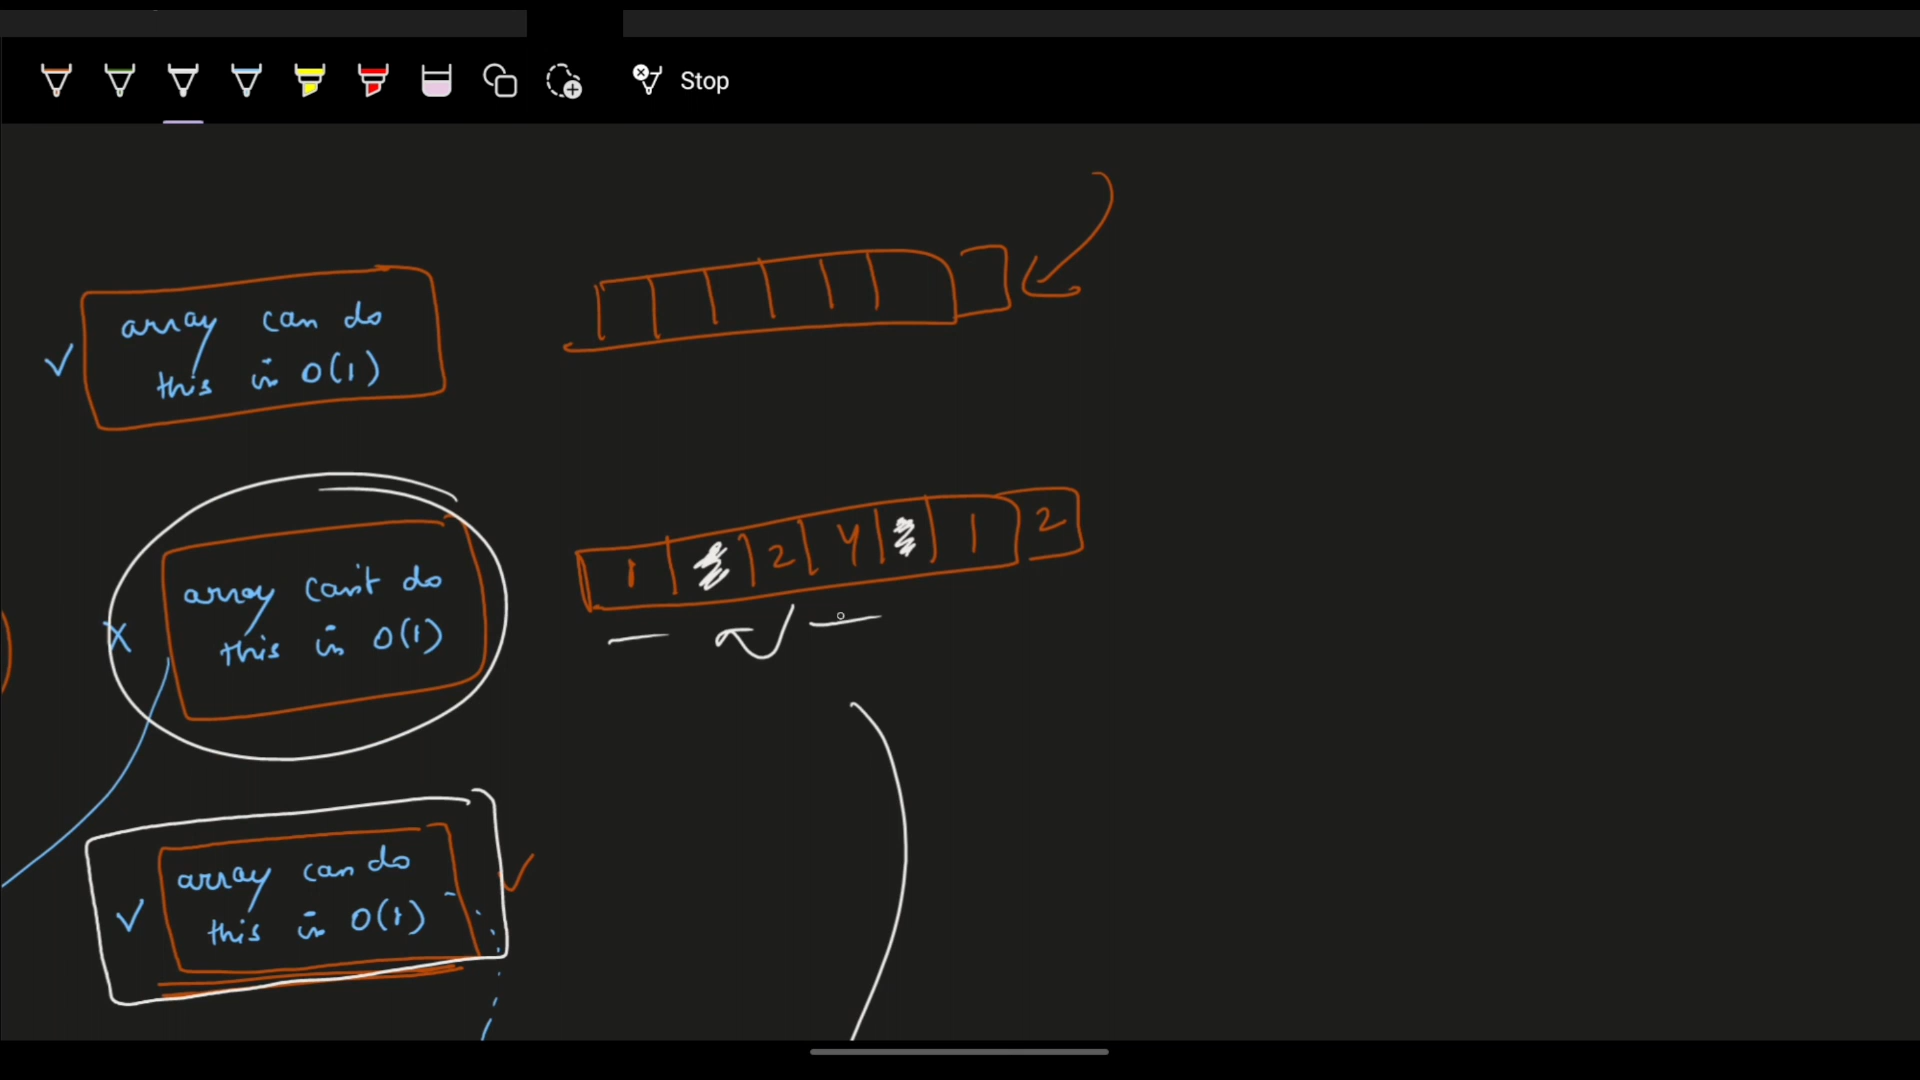 Stop
array can do
this in O(1)
array can't do
this in O(1)
1 2 4 1 2
array can do
this in O(1)